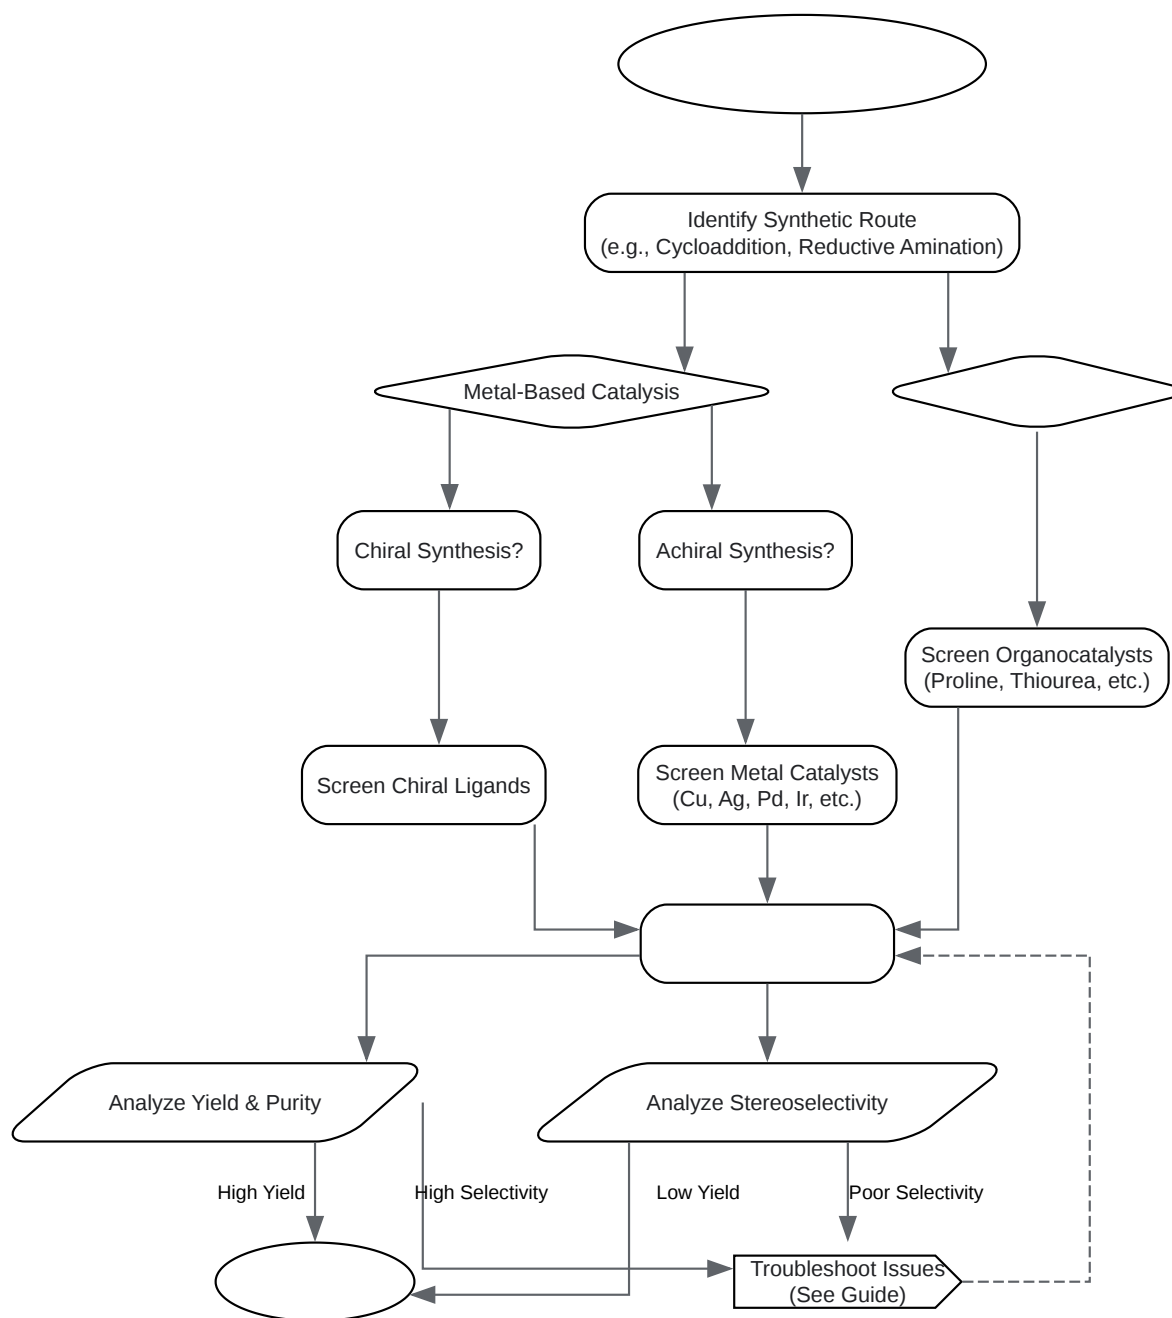 Identify Synthetic Route
(e.g., Cycloaddition, Reductive Amination)
Metal-Based Catalysis
Chiral Synthesis?
Achiral Synthesis?
Screen Organocatalysts
(Proline, Thiourea, etc.)
Screen Chiral Ligands
Screen Metal Catalysts
(Cu, Ag, Pd, Ir, etc.)
Analyze Yield & Purity
Analyze Stereoselectivity
High Yield
High Selectivity
Low Yield
Poor Selectivity
Troubleshoot Issues
(See Guide)